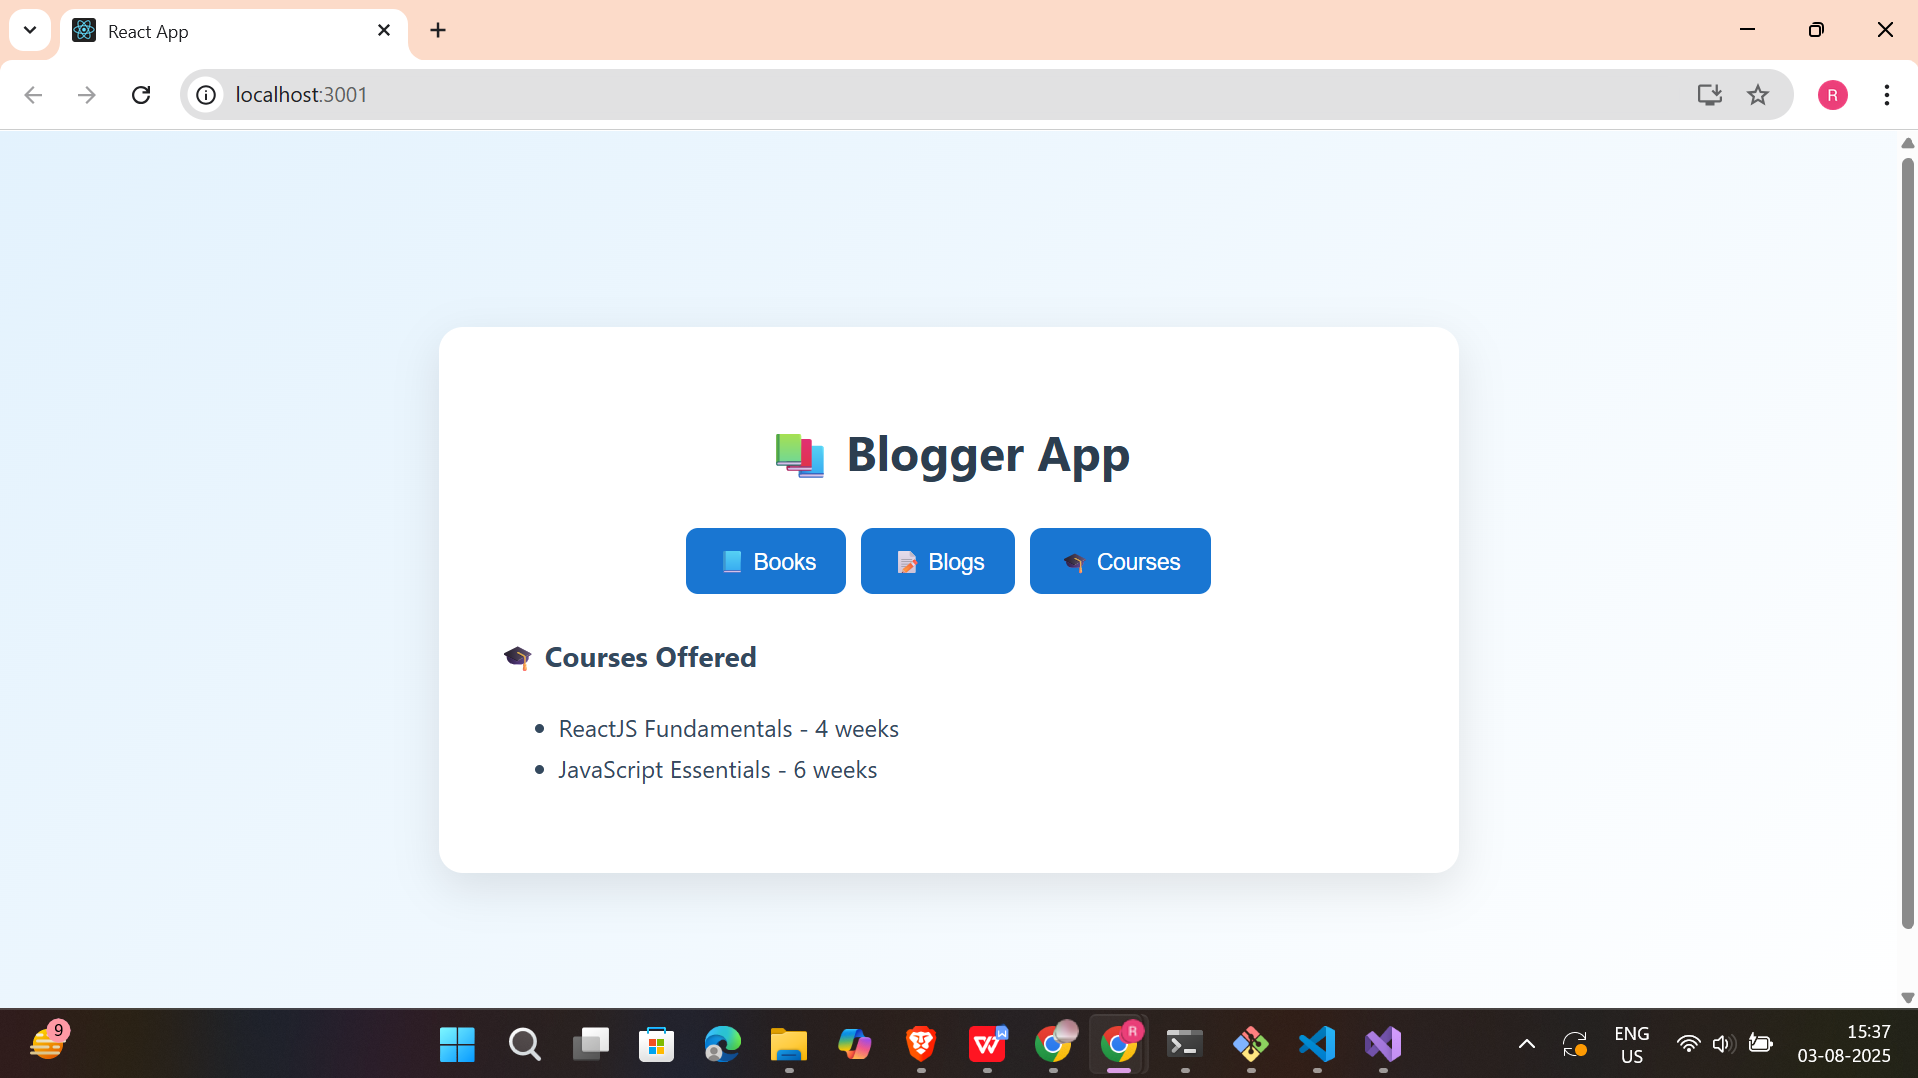 React App
localhost:3001
R
Blogger App
Books
Blogs
Courses
Courses Offered
ReactJS Fundamentals - 4 weeks
JavaScript Essentials - 6 weeks
9
W
R
ENG
US
15:37
03-08-2025